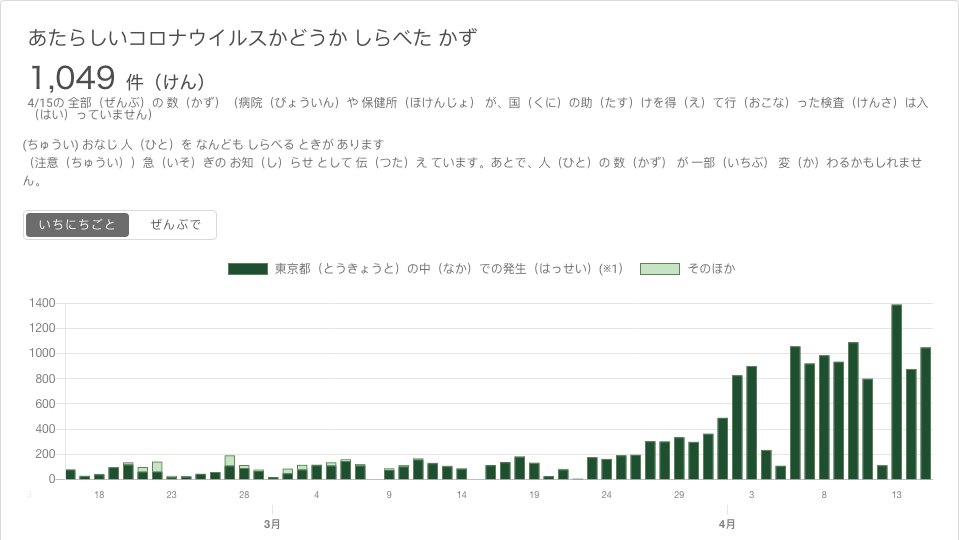 あたらしいコロナウイルスかどうか しらべた かず
1,049 件（けん）
4/15の 全部（ぜんぶ）の 数（かず）（病院（びょういん）や 保健所（ほけんじょ） が、国（くに）の助（たす）けを得（え）て行（おこな）った検査（けんさ）は入
（はい）っていません）
(ちゅうい) おなじ 人（ひと）を なんども しらべる ときが あります
（注意（ちゅうい））急（いそ）ぎの お知（し）らせ として 伝（つた）え ています。あとで、人（ひと）の 数（かず） が 一部（いちぶ） 変（か）わるかもしれませ
ん。
いちにちごと ぜんぶで
東京都（とうきょうと）の中（なか）での発生（はっせい）(※1) そのほか
1400
1200
1000
800
600
400
200
0
18 23 28 4 9 14 19 24 29 3 8 13
3月 4月